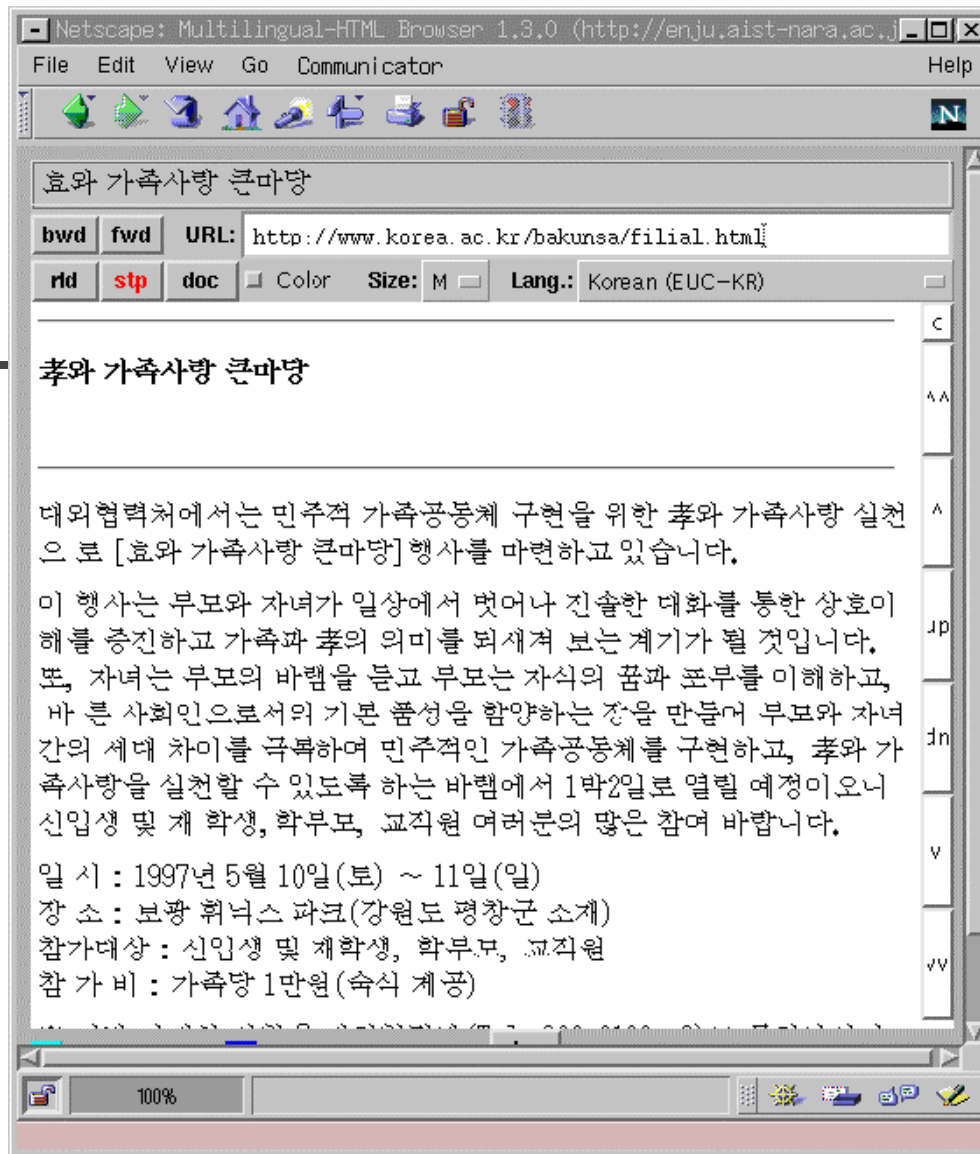 Netscape: Multilingual-HTML Browser 1.3.0 (http://enju.aist-nara.ac.j
File Edit View Go Communicator Help
N
효와 가족사랑 큰마당
bwd fwd URL: http://www.korea.ac.kr/bakunsa/filial.html
rld stp doc Color Size: M Lang.: Korean (EUC-KR)
C
孝와 가족사랑 큰마당
^^
대외협력처에서는 민주적 가족공동체 구현을 위한 孝와 가족사랑 실천
^
으 로 [효와 가족사랑 큰마당]행사를 마련하고 있습니다.
이 행사는 부모와 자녀가 일상에서 벗어나 진솔한 대화를 통한 상호이
up
해를 증진하고 가족과 孝의 의미를 되새겨 보는 계기가 될 것입니다.
또, 자녀는 부모의 바램을 듣고 부모는 자식의 꿈과 포부를 이해하고,
바 른 사회인으로서의 기본 품성을 함양하는 장을 만들어 부모와 자녀
dn
간의 세대 차이를 극복하여 민주적인 가족공동체를 구현하고, 孝와 가
족사랑을 실천할 수 있도록 하는 바램에서 1박2일로 열릴 예정이오니
신입생 및 재 학생, 학부모, 교직원 여러분의 많은 참여 바랍니다.
v
일 시 : 1997년 5월 10일(토) ~ 11일(일)
장 소 : 보광 휘닉스 파크(강원도 평창군 소재)
참가대상 : 신입생 및 재학생, 학부모, 교직원
vv
참 가 비 : 가족당 1만원(숙식 제공)
100%